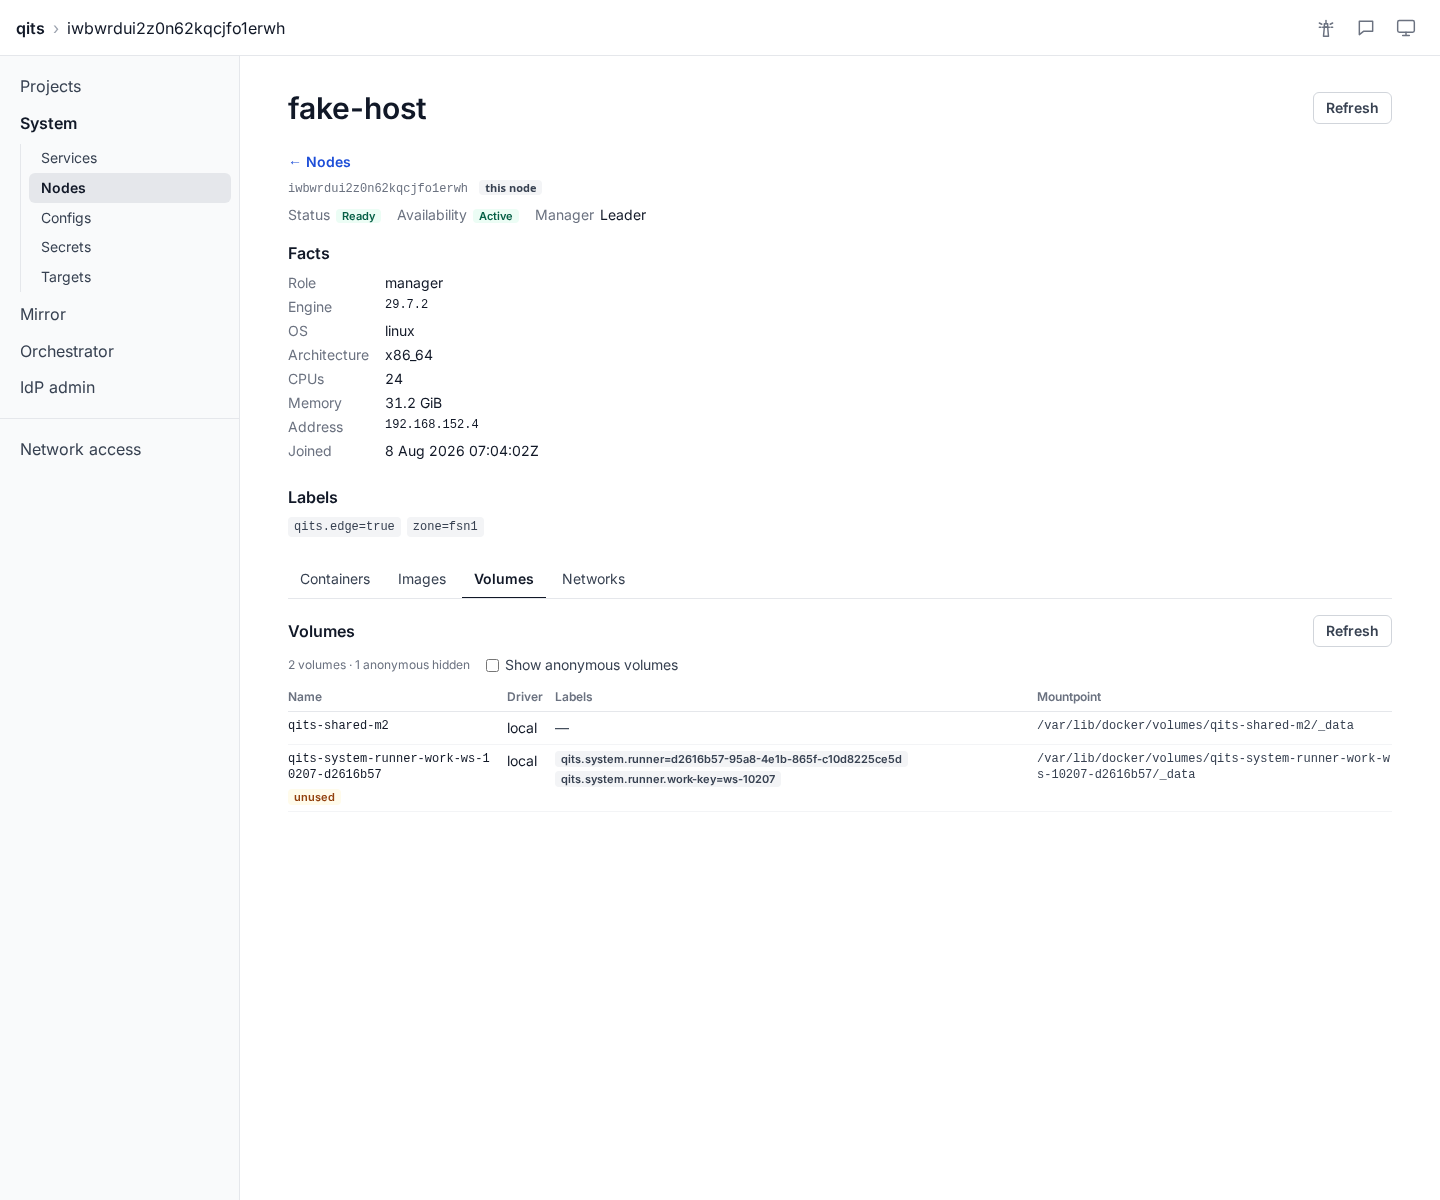 qits › iwbwrdui2z0n62kqcjfo1erwh
Projects
System
Services
Nodes
Configs
Secrets
Targets
Mirror
Orchestrator
IdP admin
Network access
fake-host
Refresh
← Nodes
iwbwrdui2z0n62kqcjfo1erwh this node
Status Ready Availability Active Manager Leader
Facts
Role manager
Engine 29.7.2
OS linux
Architecture x86_64
CPUs 24
Memory 31.2 GiB
Address 192.168.152.4
Joined 8 Aug 2026 07:04:02Z
Labels
qits.edge=true zone=fsn1
Containers Images Volumes Networks
Volumes
Refresh
2 volumes · 1 anonymous hidden Show anonymous volumes
Name Driver Labels Mountpoint
qits-shared-m2 local — /var/lib/docker/volumes/qits-shared-m2/_data
qits-system-runner-work-ws-1 local qits.system.runner=d2616b57-95a8-4e1b-865f-c10d8225ce5d /var/lib/docker/volumes/qits-system-runner-work-w
0207-d2616b57 qits.system.runner.work-key=ws-10207 s-10207-d2616b57/_data
unused